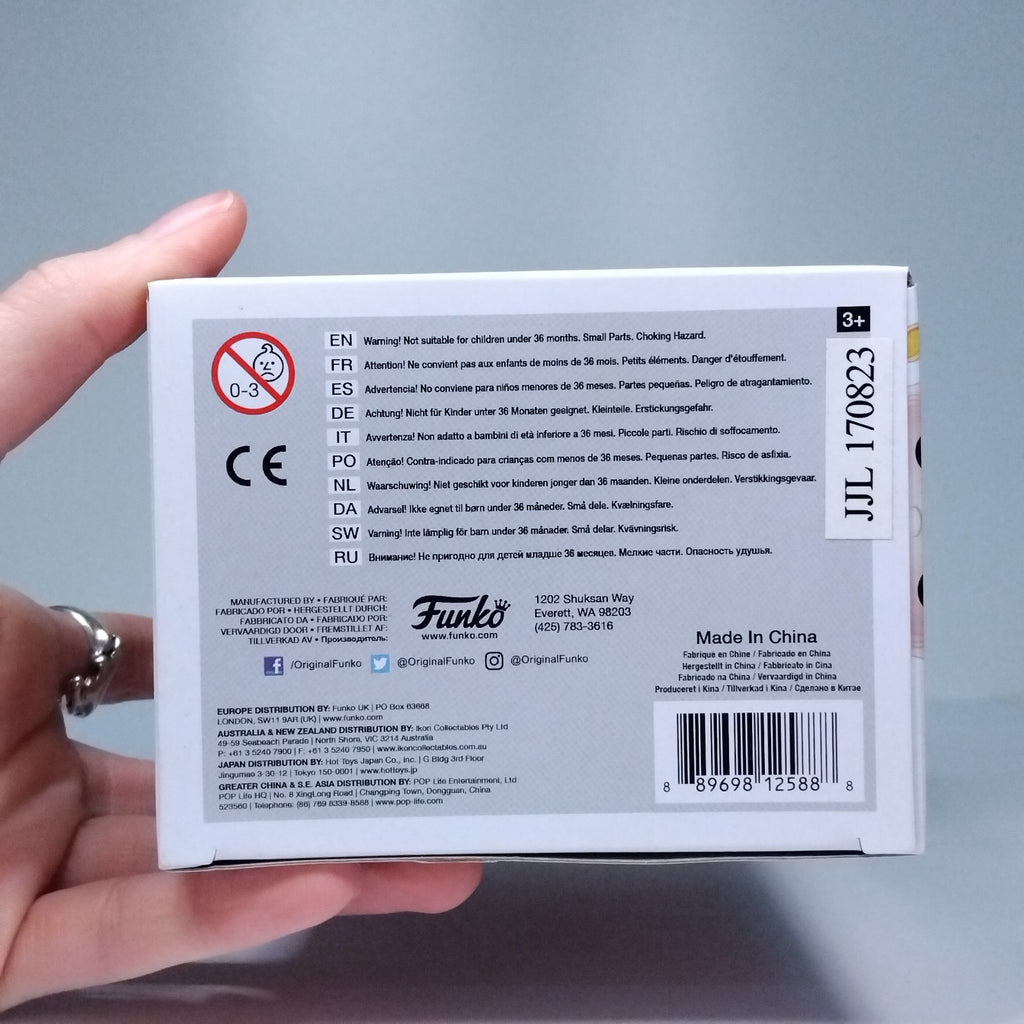 3+
JJL 170823
0-3
CE
EN Warning! Not suitable for children under 36 months. Small Parts. Choking Hazard.
FR Attention! Ne convient pas aux enfants de moins de 36 mois. Petits éléments. Danger d'étouffement.
ES Advertencia! No conviene para niños menores de 36 meses. Partes pequeñas. Peligro de atragantamiento.
DE Achtung! Nicht für Kinder unter 36 Monaten geeignet. Kleinteile. Erstickungsgefahr.
IT Avvertenza! Non adatto a bambini di età inferiore a 36 mesi. Piccole parti. Rischio di soffocamento.
PO Atenção! Contra-indicado para crianças com menos de 36 meses. Pequenas partes. Risco de asfixia.
NL Waarschuwing! Niet geschikt voor kinderen jonger dan 36 maanden. Kleine onderdelen. Verstikkingsgevaar.
DA Advarsel! Ikke egnet til børn under 36 måneder. Små dele. Kvælningsfare.
SW Varning! Inte lämplig för barn under 36 månader. Små delar. Kvävningsrisk.
RU Внимание! Не пригодно для детей младше 36 месяцев. Мелкие части. Опасность удушья.
MANUFACTURED BY • FABRIQUÉ PAR:
FABRICADO POR • HERGESTELLT DURCH:
FABBRICATO DA • FABRICADO POR:
VERVAARDIGD DOOR • FREMSTILLET AF:
TILLVERKAD AV • Производитель:
Funko
www.funko.com
1202 Shuksan Way
Everett, WA 98203
(425) 783-3616
/OriginalFunko @OriginalFunko @OriginalFunko
Made In China
Fabriqué en Chine / Fabricado en China
Hergestellt in China / Fabbricato in Cina
Fabricado na China / Vervaardigd in China
Produceret i Kina / Tillverkad i Kina / Сделано в Китае
EUROPE DISTRIBUTION BY: Funko UK | PO Box 63668
LONDON, SW11 9AR (UK) | www.funko.com
AUSTRALIA & NEW ZEALAND DISTRIBUTION BY: Ikon Collectables Pty Ltd
49-59 Seabeach Parade | North Shore, VIC 3214 Australia
P: +61 3 5240 7900 | F: +61 3 5240 7950 | www.ikoncollectables.com.au
JAPAN DISTRIBUTION BY: Hot Toys Japan Co., Inc. | G Bldg 3rd Floor
Jingumae 3-30-12 | Tokyo 150-0001 | www.hottoys.jp
GREATER CHINA & S.E. ASIA DISTRIBUTION BY: POP Life Entertainment, Ltd
POP Life HQ | No. 8 XingLong Road | Changping Town, Dongguan, China
523560 | Telephone: (86) 769 8339-8588 | www.pop-life.com
8 89698 12588 8